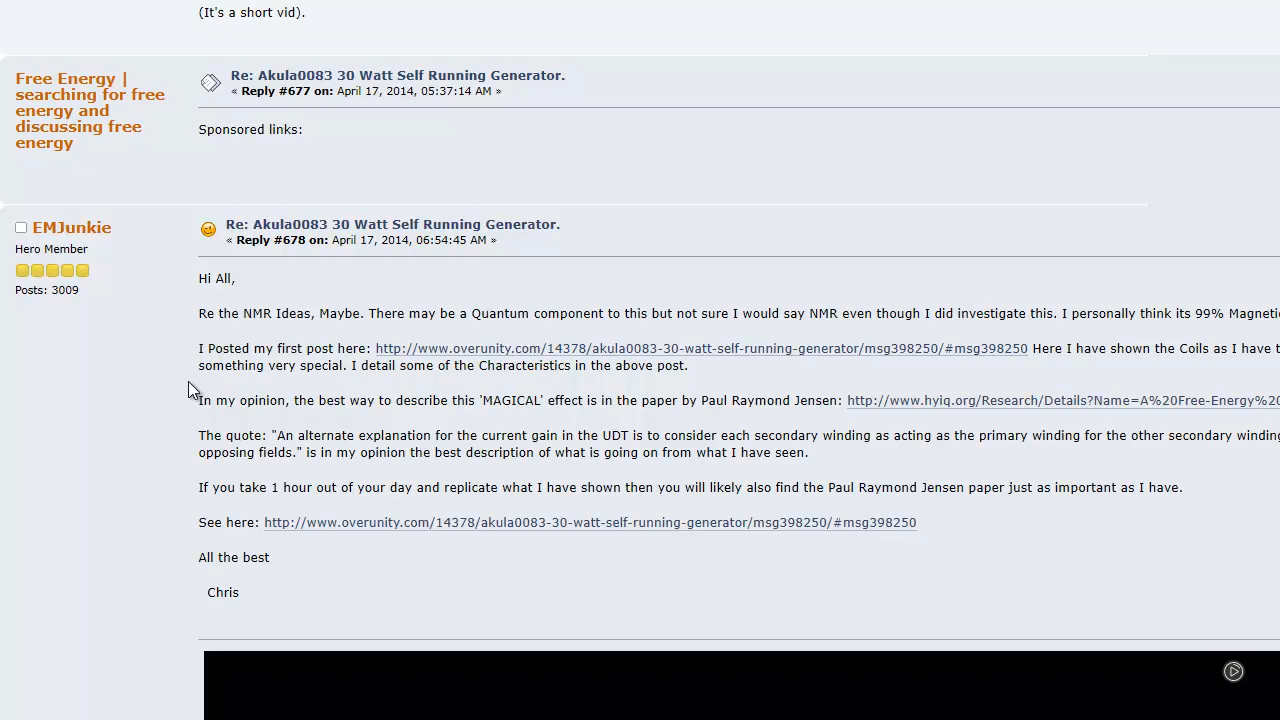 (It's a short vid).
Free Energy |
searching for free
energy and
discussing free
energy
Re: Akula0083 30 Watt Self Running Generator.
« Reply #677 on: April 17, 2014, 05:37:14 AM »
Sponsored links:
EMJunkie
Hero Member
Posts: 3009
Re: Akula0083 30 Watt Self Running Generator.
« Reply #678 on: April 17, 2014, 06:54:45 AM »
Hi All,
Re the NMR Ideas, Maybe. There may be a Quantum component to this but not sure I would say NMR even though I did investigate this. I personally think its 99% Magneti
I Posted my first post here: http://www.overunity.com/14378/akula0083-30-watt-self-running-generator/msg398250/#msg398250 Here I have shown the Coils as I have t
something very special. I detail some of the Characteristics in the above post.
In my opinion, the best way to describe this 'MAGICAL' effect is in the paper by Paul Raymond Jensen: http://www.hyiq.org/Research/Details?Name=A%20Free-Energy%20
The quote: "An alternate explanation for the current gain in the UDT is to consider each secondary winding as acting as the primary winding for the other secondary winding
opposing fields." is in my opinion the best description of what is going on from what I have seen.
If you take 1 hour out of your day and replicate what I have shown then you will likely also find the Paul Raymond Jensen paper just as important as I have.
See here: http://www.overunity.com/14378/akula0083-30-watt-self-running-generator/msg398250/#msg398250
All the best
Chris